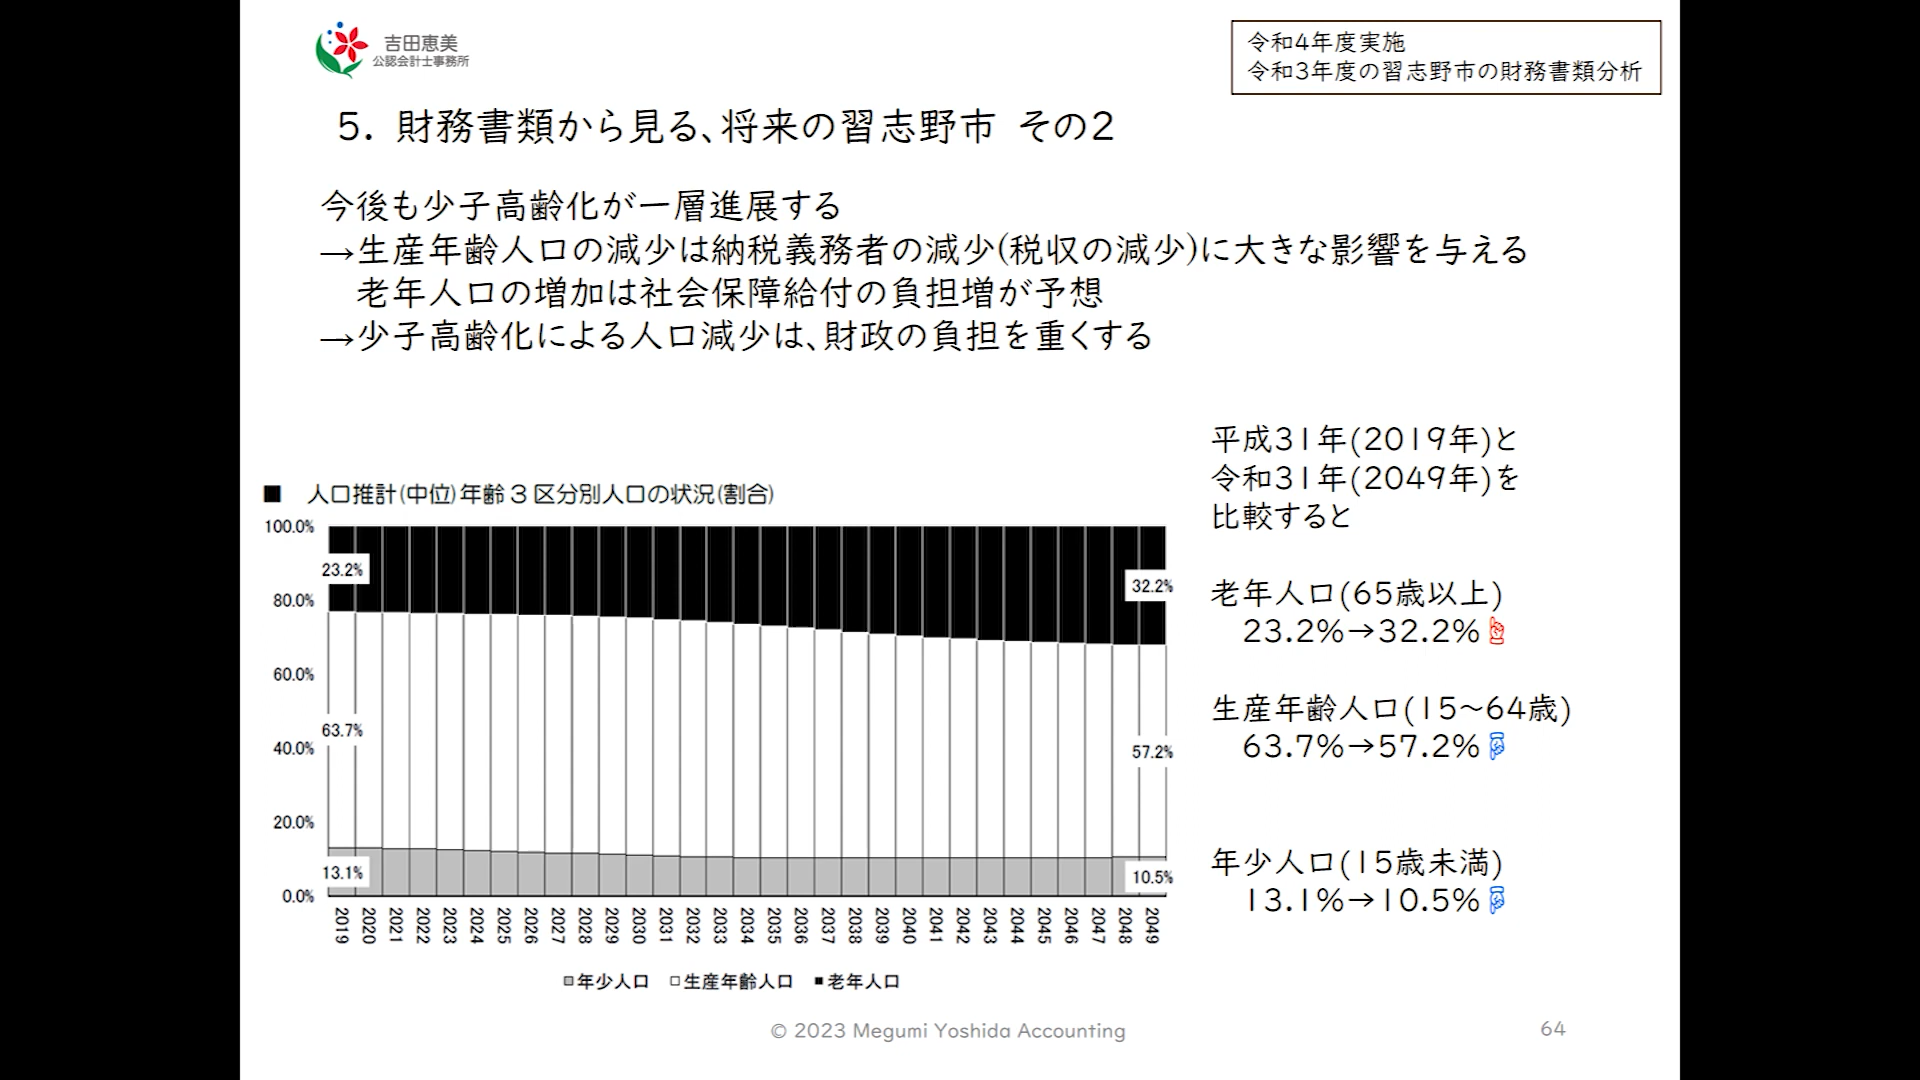 吉田恵美
公認会計士事務所
令和4年度実施
令和3年度の習志野市の財務書類分析
5. 財務書類から見る、将来の習志野市 その2
今後も少子高齢化が一層進展する
→生産年齢人口の減少は納税義務者の減少(税収の減少)に大きな影響を与える
老年人口の増加は社会保障給付の負担増が予想
→少子高齢化による人口減少は、財政の負担を重くする
■ 人口推計(中位)年齢3区分別人口の状況(割合)
100.0%
80.0%
60.0%
40.0%
20.0%
0.0%
23.2%
63.7%
13.1%
32.2%
57.2%
10.5%
2019 2020 2021 2022 2023 2024 2025 2026 2027 2028 2029 2030 2031 2032 2033 2034 2035 2036 2037 2038 2039 2040 2041 2042 2043 2044 2045 2046 2047 2048 2049
年少人口 生産年齢人口 老年人口
平成31年(2019年)と
令和31年(2049年)を
比較すると
老年人口(65歳以上)
23.2%→32.2%
生産年齢人口(15~64歳)
63.7%→57.2%
年少人口(15歳未満)
13.1%→10.5%
© 2023 Megumi Yoshida Accounting
64